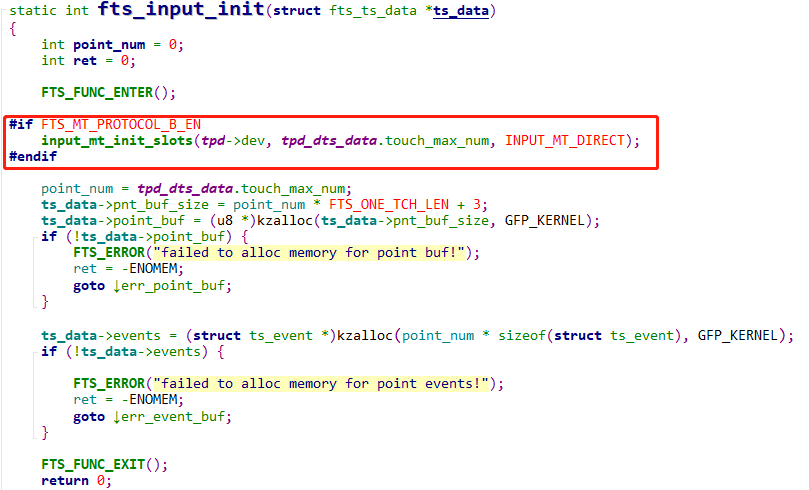 static int fts_input_init(struct fts_ts_data *ts_data)
{
    int point_num = 0;
    int ret = 0;
    FTS_FUNC_ENTER();
#if FTS_MT_PROTOCOL_B_EN
    input_mt_init_slots(tpd->dev, tpd_dts_data.touch_max_num, INPUT_MT_DIRECT);
#endif
    point_num = tpd_dts_data.touch_max_num;
    ts_data->pnt_buf_size = point_num * FTS_ONE_TCH_LEN + 3;
    ts_data->point_buf = (u8 *)kzalloc(ts_data->pnt_buf_size, GFP_KERNEL);
    if (!ts_data->point_buf) {
        FTS_ERROR("failed to alloc memory for point buf!");
        ret = -ENOMEM;
        goto ↓err_point_buf;
    }
    ts_data->events = (struct ts_event *)kzalloc(point_num * sizeof(struct ts_event), GFP_KERNEL);
    if (!ts_data->events) {
        FTS_ERROR("failed to alloc memory for point events!");
        ret = -ENOMEM;
        goto ↓err_event_buf;
    }
    FTS_FUNC_EXIT();
    return 0;